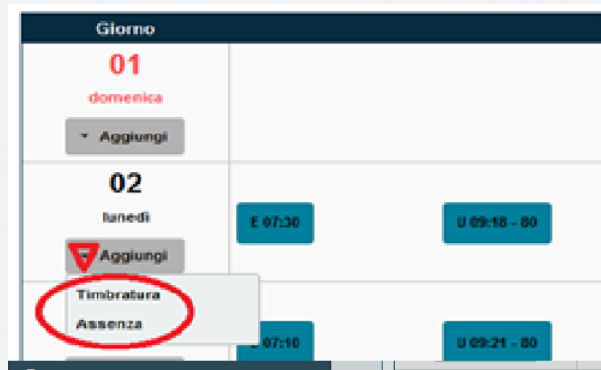 Giorno
01
domenica
Aggiungi
02
lunedì
E 07:30
U 09:18 - 80
Aggiungi
Timbratura
Assenza
07:10
U 09:21 - 80